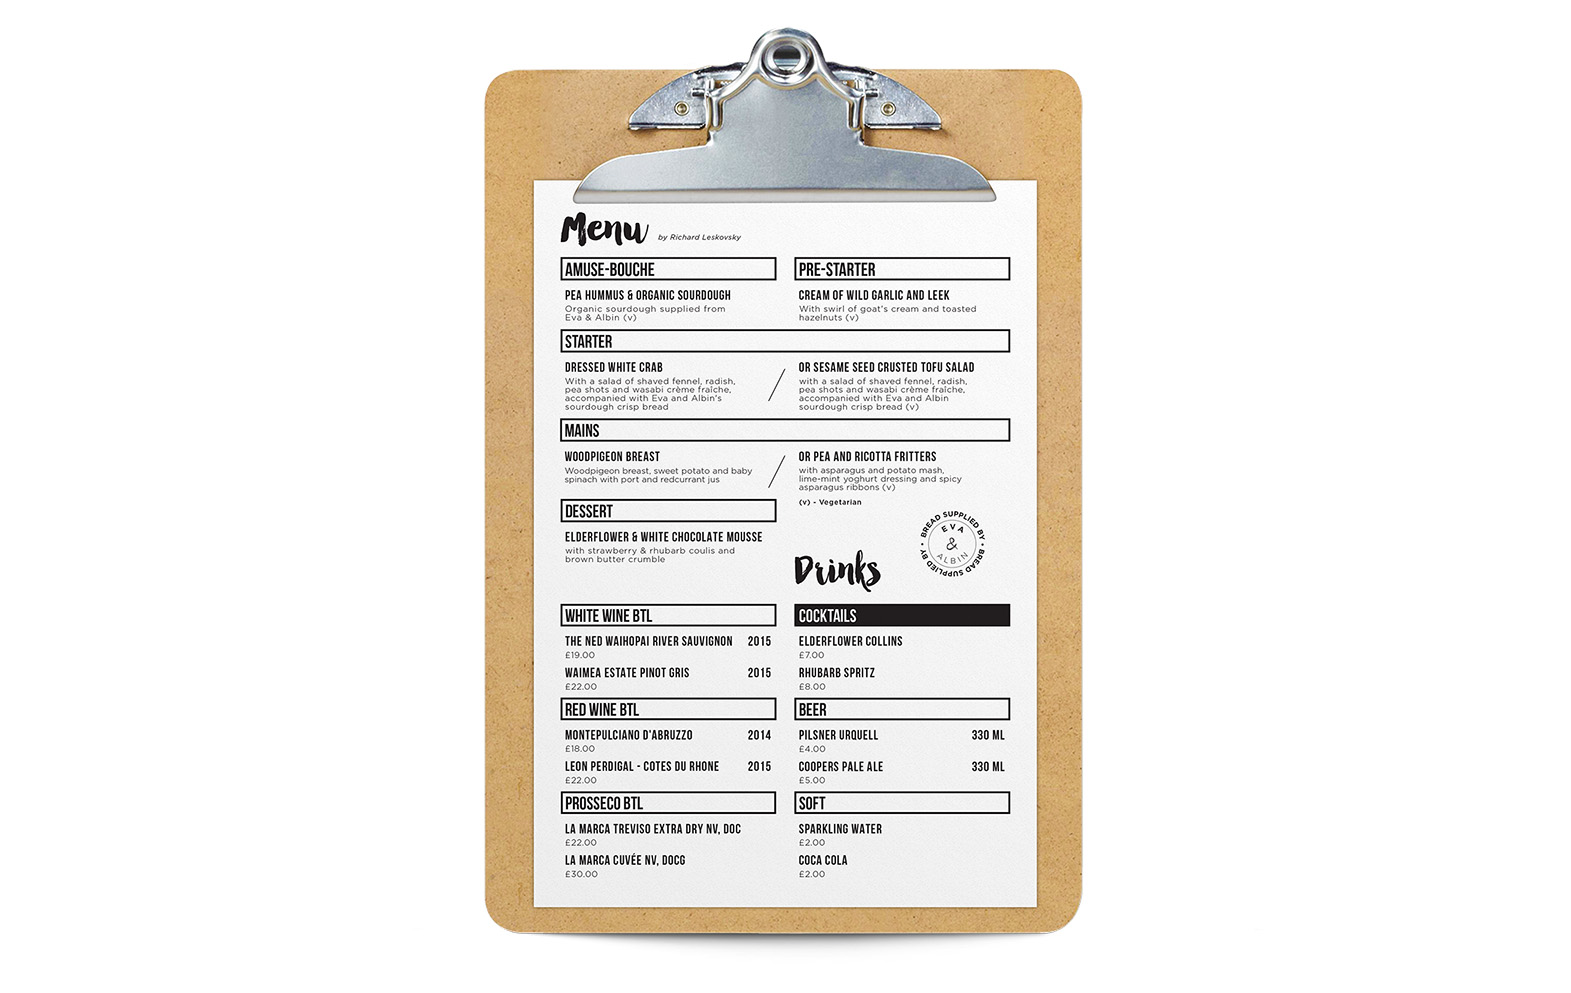 Menu by Richard Leskovsky
AMUSE-BOUCHE
PEA HUMMUS & ORGANIC SOURDOUGH
Organic sourdough supplied from
Eva & Albin (v)
PRE-STARTER
CREAM OF WILD GARLIC AND LEEK
With swirl of goat's cream and toasted
hazelnuts (v)
STARTER
DRESSED WHITE CRAB
With a salad of shaved fennel, radish,
pea shots and wasabi crème fraîche,
accompanied with Eva and Albin's
sourdough crisp bread
/
OR SESAME SEED CRUSTED TOFU SALAD
with a salad of shaved fennel, radish,
pea shots and wasabi crème fraîche,
accompanied with Eva and Albin
sourdough crisp bread (v)
MAINS
WOODPIGEON BREAST
Woodpigeon breast, sweet potato and baby
spinach with port and redcurrant jus
/
OR PEA AND RICOTTA FRITTERS
with asparagus and potato mash,
lime-mint yoghurt dressing and spicy
asparagus ribbons (v)
(v) - Vegetarian
DESSERT
ELDERFLOWER & WHITE CHOCOLATE MOUSSE
with strawberry & rhubarb coulis and
brown butter crumble
BREAD SUPPLIED BY • BREAD SUPPLIED BY •
EVA
&
ALBIN
Drinks
WHITE WINE BTL
THE NED WAIHOPAI RIVER SAUVIGNON 2015
£19.00
WAIMEA ESTATE PINOT GRIS 2015
£22.00
RED WINE BTL
MONTEPULCIANO D'ABRUZZO 2014
£18.00
LEON PERDIGAL - COTES DU RHONE 2015
£22.00
PROSSECO BTL
LA MARCA TREVISO EXTRA DRY NV, DOC
£22.00
LA MARCA CUVÉE NV, DOCG
£30.00
COCKTAILS
ELDERFLOWER COLLINS
£7.00
RHUBARB SPRITZ
£8.00
BEER
PILSNER URQUELL 330 ML
£4.00
COOPERS PALE ALE 330 ML
£5.00
SOFT
SPARKLING WATER
£2.00
COCA COLA
£2.00